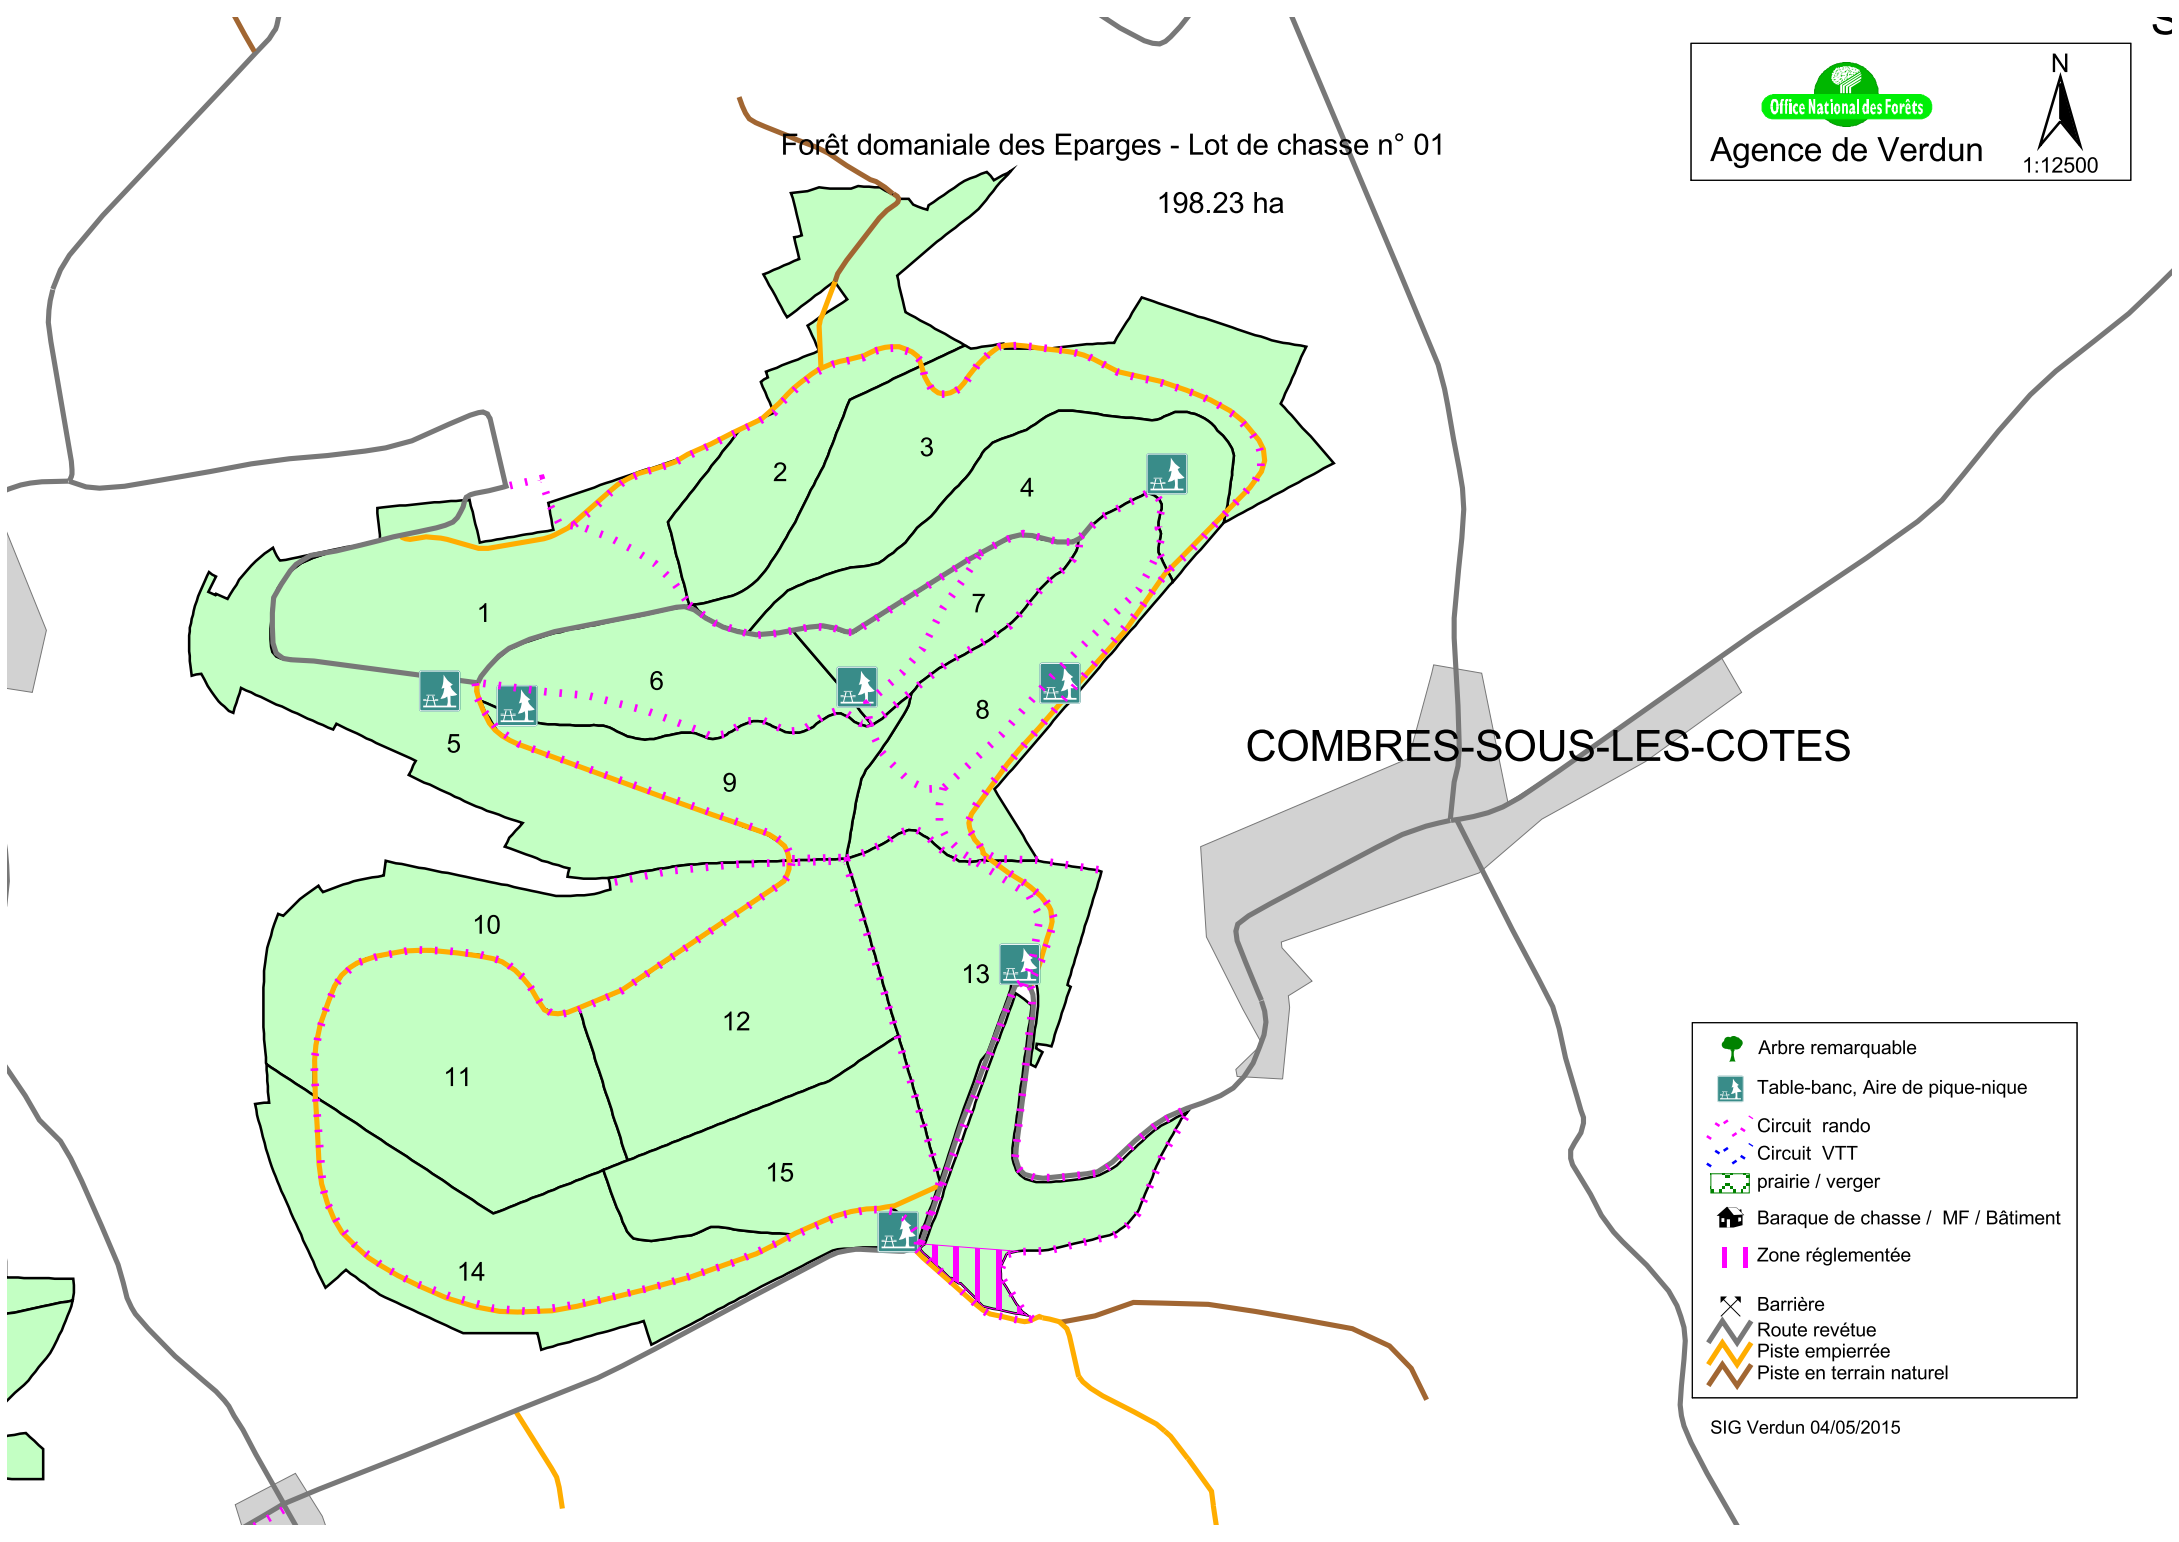 S
Office National des Forêts
N
Agence de Verdun
1:12500
Forêt domaniale des Eparges - Lot de chasse n° 01
198.23 ha
2
3
4
1
7
6
8
5
9
COMBRES-SOUS-LES-COTES
10
13
12
11
15
14
Arbre remarquable
Table-banc, Aire de pique-nique
Circuit rando
Circuit VTT
prairie / verger
Baraque de chasse / MF / Bâtiment
Zone réglementée
Barrière
Route revétue
Piste empierrée
Piste en terrain naturel
SIG Verdun 04/05/2015